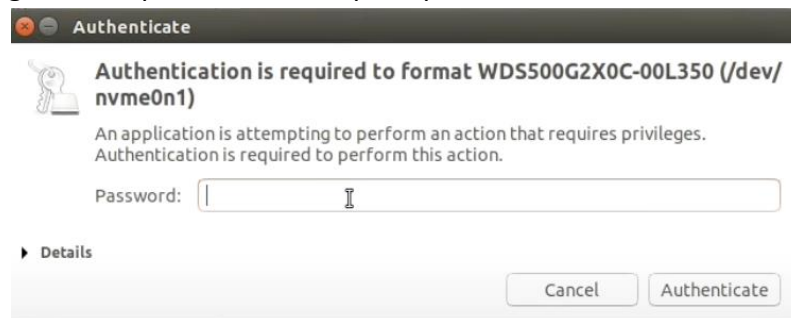 Authenticate
Authentication is required to format WDS500G2X0C-00L350 (/dev/
nvme0n1)
An application is attempting to perform an action that requires privileges.
Authentication is required to perform this action.
Password:
Details
Cancel Authenticate